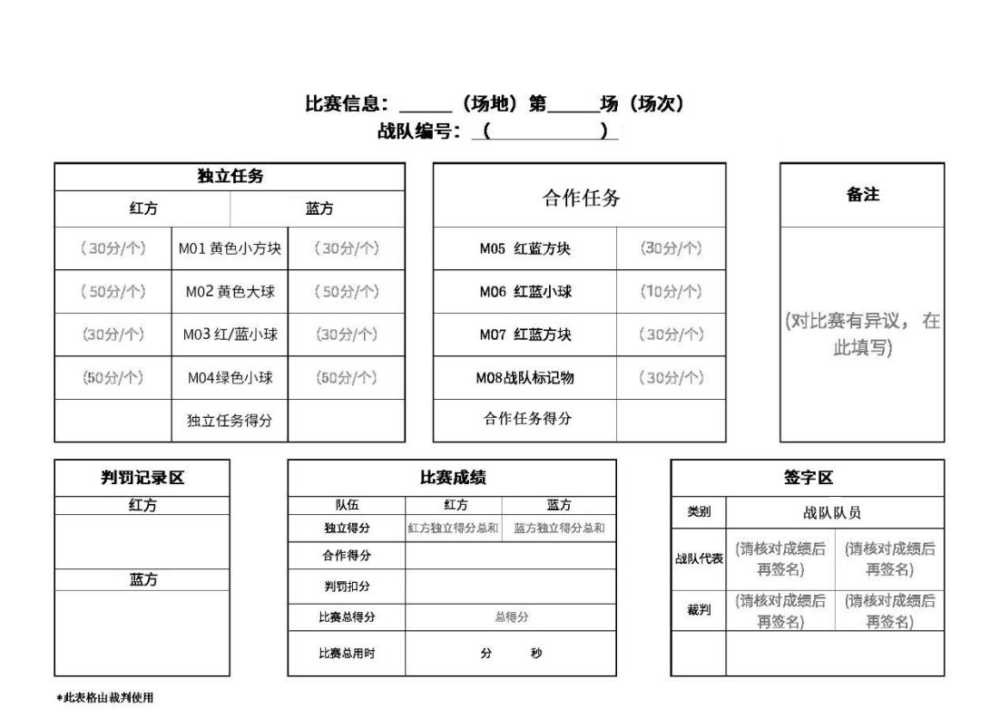 比赛信息：_____（场地）第_____场（场次）
战队编号：（　　　　　　）
独立任务
红方 蓝方
（30分/个） M01 黄色小方块 （30分/个）
（50分/个） M02 黄色大球 （50分/个）
(30分/个) M03 红/蓝小球 (30分/个)
(50分/个) M04绿色小球 (50分/个)
独立任务得分
合作任务
M05 红蓝方块 (30分/个)
M06 红蓝小球 (10分/个)
M07 红蓝方块 （30分/个）
M08战队标记物 （30分/个）
合作任务得分
备注
(对比赛有异议， 在
此填写)
判罚记录区
红方
蓝方
比赛成绩
队伍 红方 蓝方
独立得分 红方独立得分总和 蓝方独立得分总和
合作得分
判罚扣分
比赛总得分 总得分
比赛总用时 分 秒
签字区
类别 战队队员
战队代表 (请核对成绩后 (请核对成绩后
再签名) 再签名)
裁判 (请核对成绩后 (请核对成绩后
再签名) 再签名)
*此表格由裁判使用